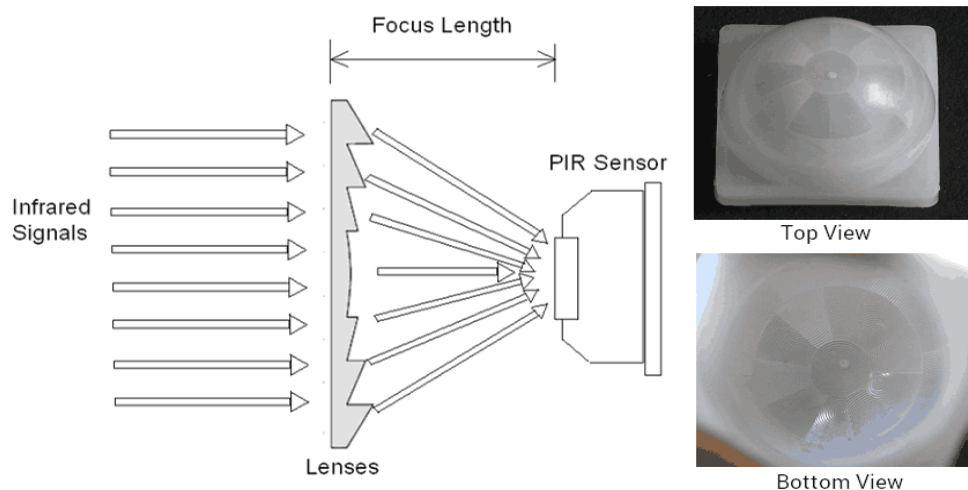 Focus Length
PIR Sensor
Infrared
Signals
Lenses
Top View
Bottom View